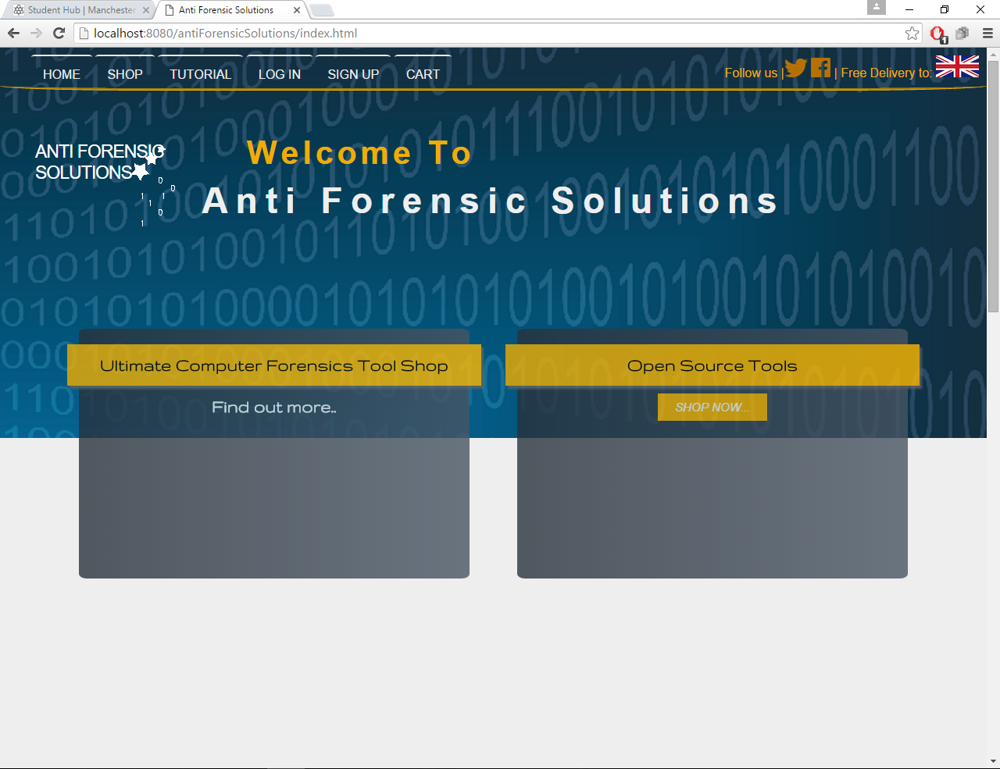 Student Hub | Manchester
Anti Forensic Solutions
localhost:8080/antiForensicSolutions/index.html
1
HOME SHOP TUTORIAL LOG IN SIGN UP CART
Follow us | | Free Delivery to:
ANTI FORENSIC
SOLUTIONS
Welcome To
Anti Forensic Solutions
Ultimate Computer Forensics Tool Shop
Find out more..
Open Source Tools
SHOP NOW...